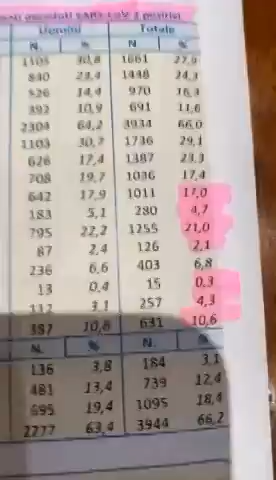 SARS-CoV-2 positivi
Uomini Totale
N. % N. %
1105 30,8 1661 27,9
840 23,4 1448 24,3
526 14,4 970 16,3
392 10,9 691 11,6
2304 64,2 3934 66,0
1103 30,7 1736 29,1
626 17,4 1387 23,3
708 19,7 1036 17,4
642 17,9 1011 17,0
183 5,1 280 4,7
795 22,2 1255 21,0
87 2,4 126 2,1
236 6,6 403 6,8
13 0,4 15 0,3
112 3,1 257 4,3
387 10,8 631 10,6
N. % N. %
136 3,8 184 3,1
481 13,4 739 12,4
695 19,4 1095 18,4
2277 63,4 3944 66,2